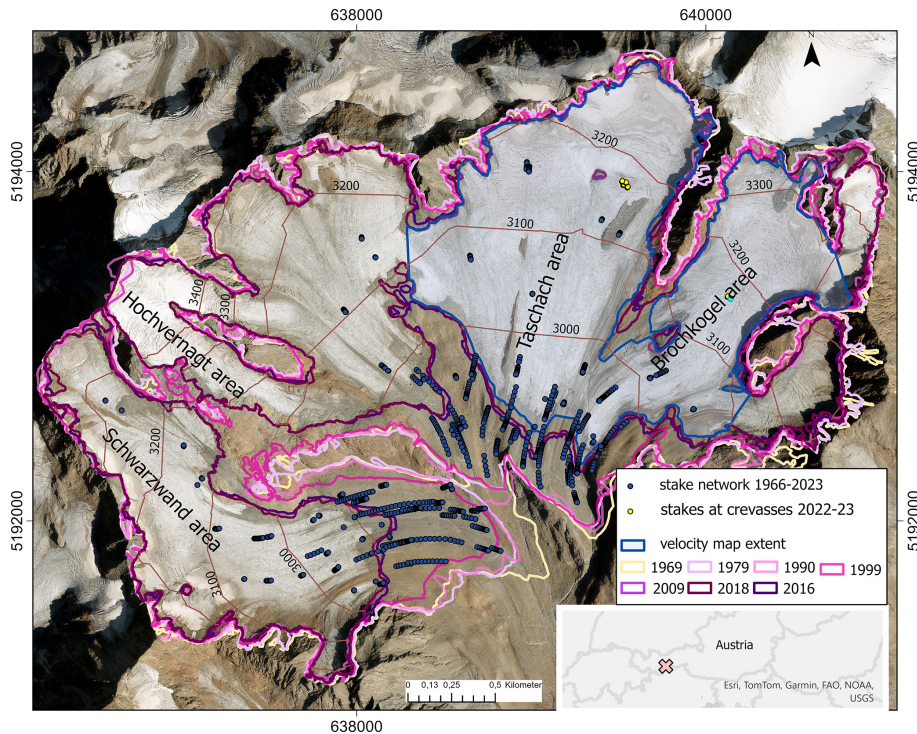 638000
640000
N
5194000
5194000
3200
3200
3300
3100
3200
3400
3300
Hochvernagt area
Taschach area
3000
Brochkogel area
3100
3200
Schwarzwand area
3000
3100
5192000
5192000
stake network 1966-2023
stakes at crevasses 2022-23
velocity map extent
1969 1979 1990 1999
2009 2018 2016
0 0,13 0,25 0,5 Kilometer
Austria
Esri, TomTom, Garmin, FAO, NOAA,
USGS
638000